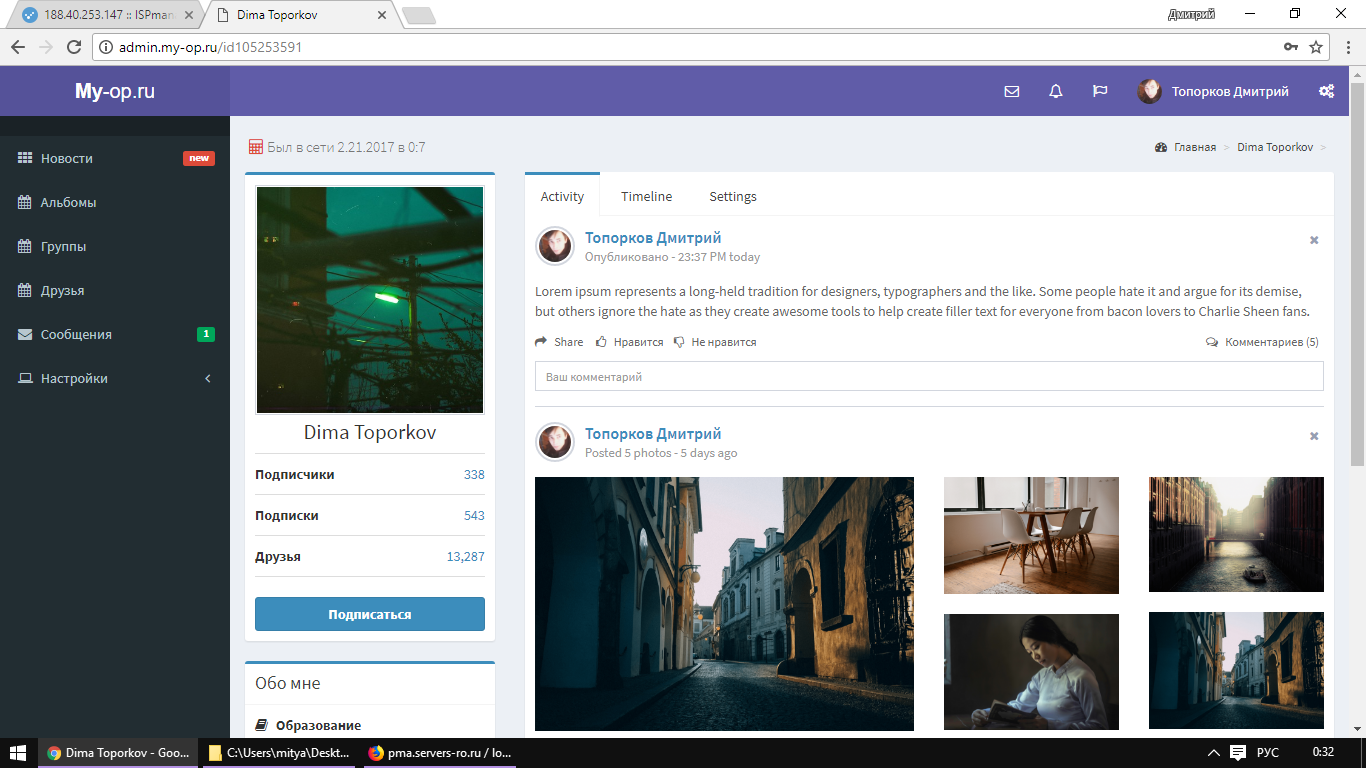 188.40.253.147 :: ISPman
Dima Toporkov
Дмитрий
admin.my-op.ru/id105253591
My-op.ru
Топорков Дмитрий
Новости new
Альбомы
Группы
Друзья
Сообщения 1
Настройки
Был в сети 2.21.2017 в 0:7
Главная > Dima Toporkov >
Dima Toporkov
Подписчики 338
Подписки 543
Друзья 13,287
Подписаться
Обо мне
Образование
Activity Timeline Settings
Топорков Дмитрий
Опубликовано - 23:37 PM today
Lorem ipsum represents a long-held tradition for designers, typographers and the like. Some people hate it and argue for its demise,
but others ignore the hate as they create awesome tools to help create filler text for everyone from bacon lovers to Charlie Sheen fans.
Share Нравится Не нравится Комментариев (5)
Ваш комментарий
Топорков Дмитрий
Posted 5 photos - 5 days ago
Dima Toporkov - Goo... C:\Users\mitya\Deskt... pma.servers-ro.ru / lo... РУС 0:32